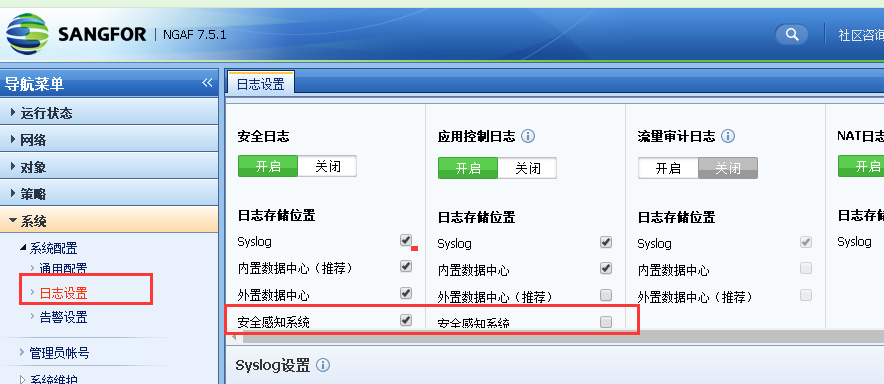 SANGFOR | NGAF 7.5.1
社区咨询
导航菜单
日志设置
运行状态
网络
对象
策略
系统
系统配置
通用配置
日志设置
告警设置
管理员帐号
系统维护
安全日志
开启 关闭
日志存储位置
Syslog
内置数据中心（推荐）
外置数据中心
安全感知系统
应用控制日志
开启 关闭
日志存储位置
Syslog
内置数据中心
外置数据中心（推荐）
安全感知系统
流量审计日志
开启 关闭
日志存储位置
Syslog
内置数据中心
外置数据中心（推荐）
NAT日志
开启
日志存
Syslog
Syslog设置